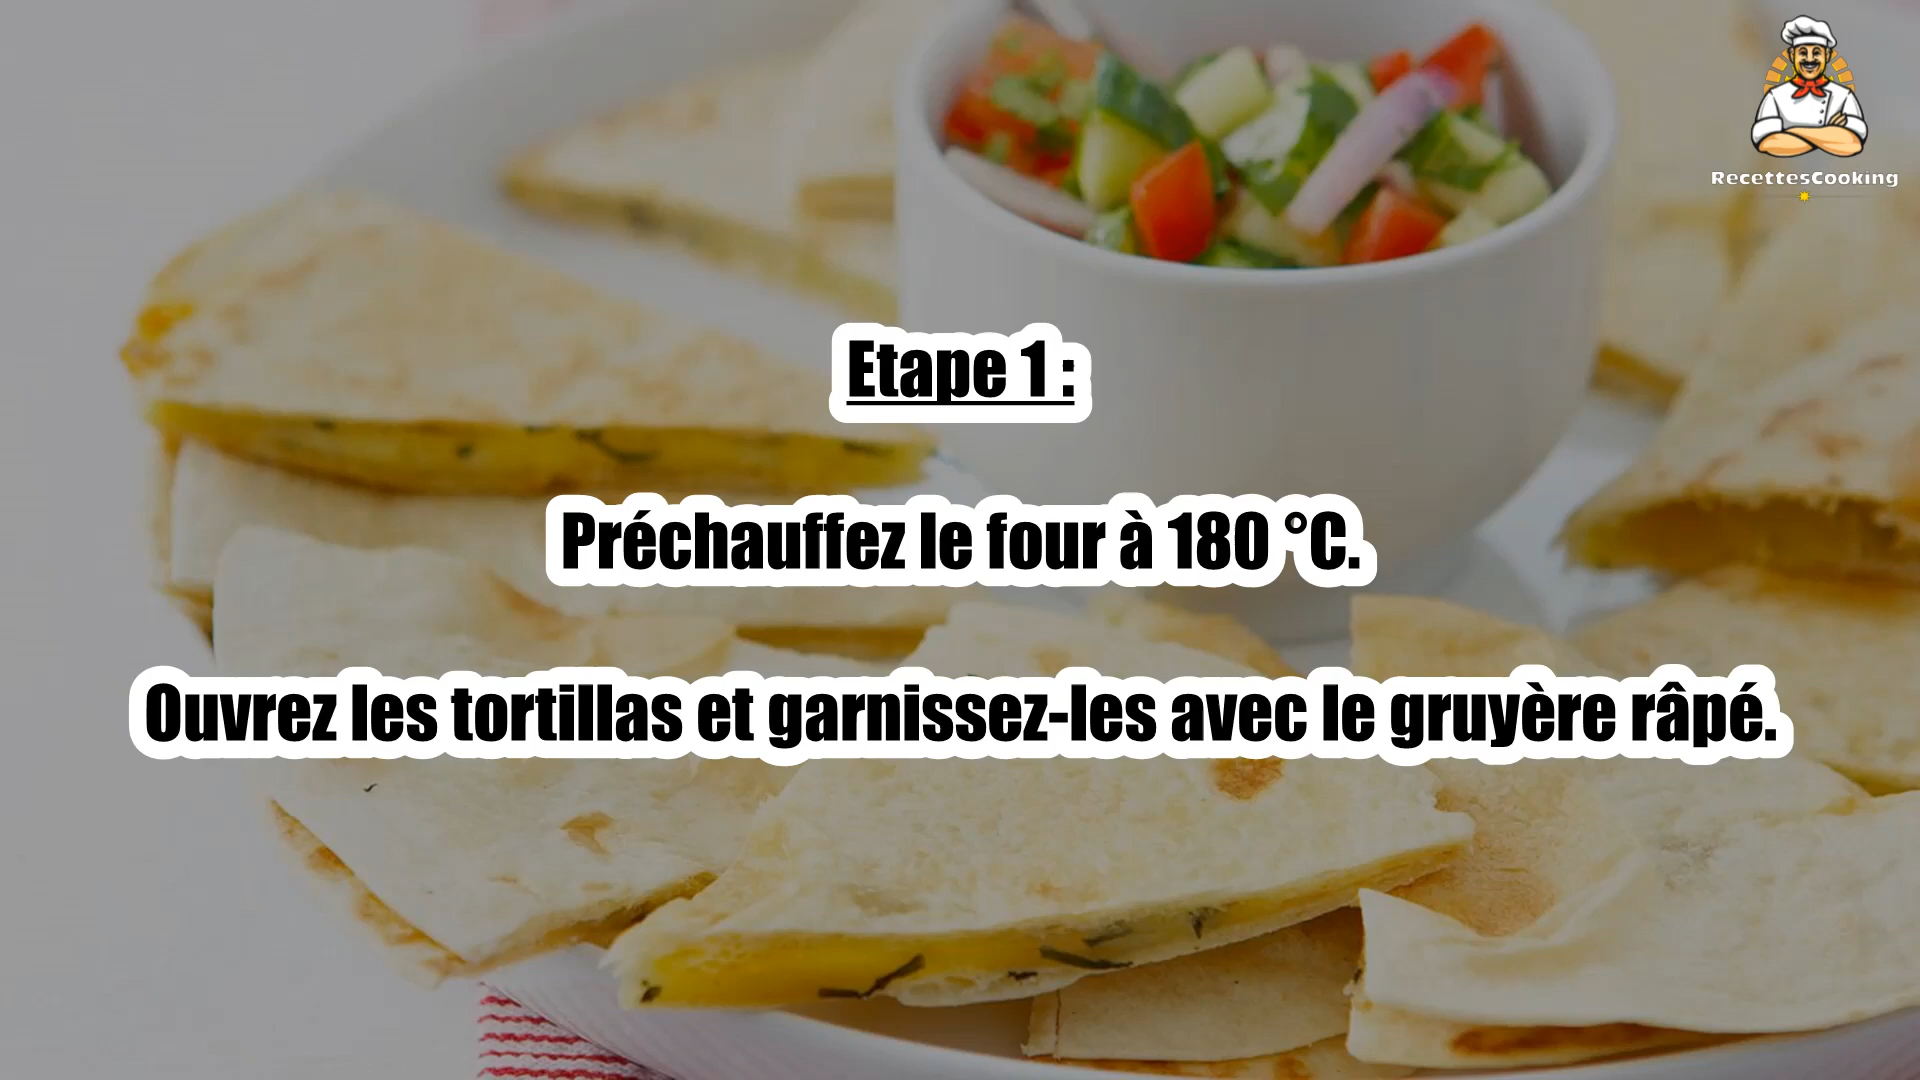 RecettesCooking
Etape 1 :
Préchauffez le four à 180 °C.
Ouvrez les tortillas et garnissez-les avec le gruyère râpé.